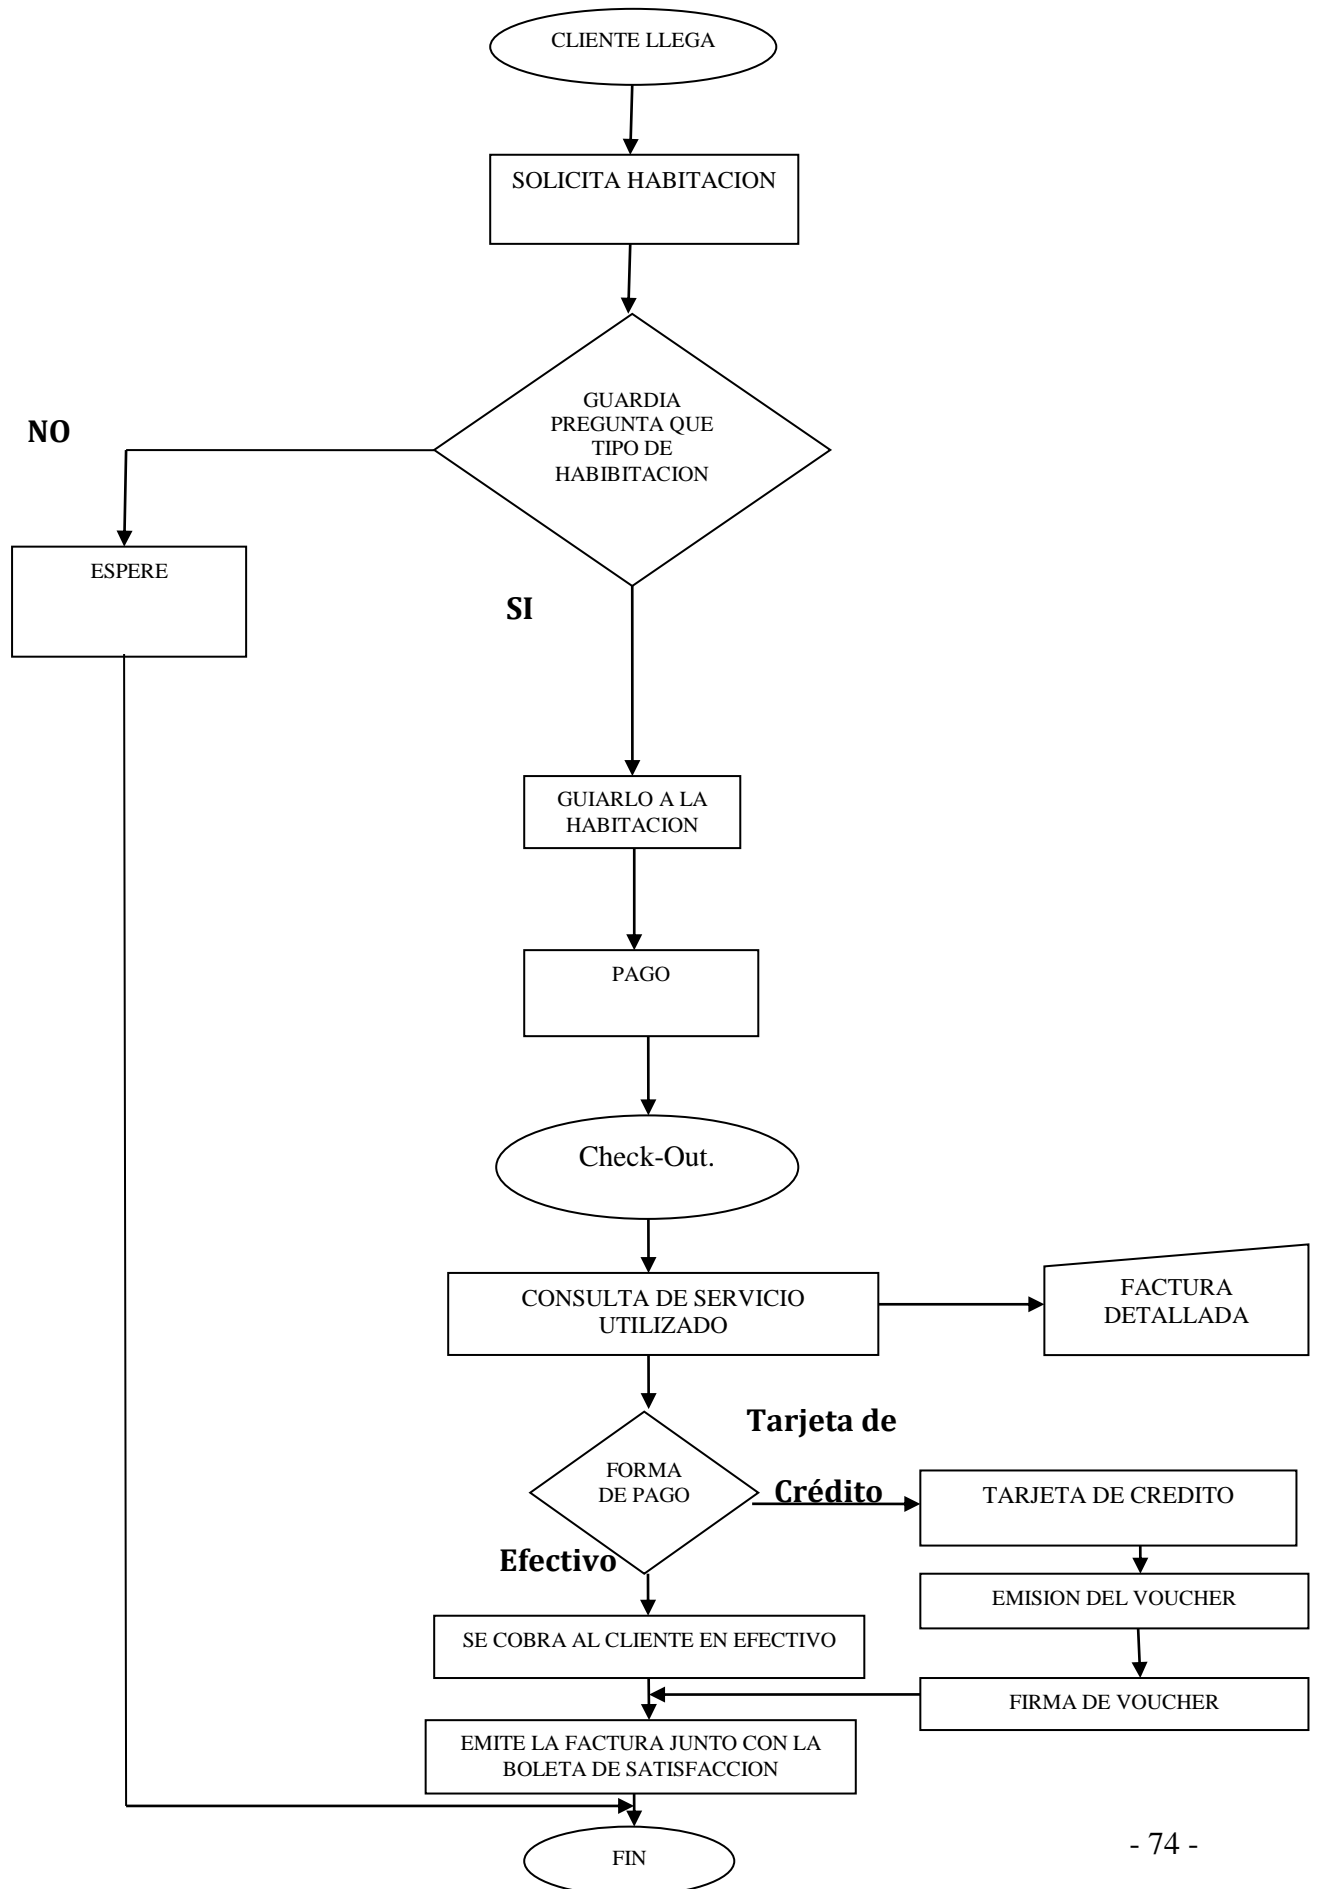 CLIENTE LLEGA
SOLICITA HABITACION
GUARDIA
PREGUNTA QUE
TIPO DE
HABIBITACION
NO
ESPERE
SI
GUIARLO A LA
HABITACION
PAGO
Check-Out.
CONSULTA DE SERVICIO
UTILIZADO
FACTURA
DETALLADA
Tarjeta de
Crédito
FORMA
DE PAGO
TARJETA DE CREDITO
Efectivo
EMISION DEL VOUCHER
SE COBRA AL CLIENTE EN EFECTIVO
FIRMA DE VOUCHER
EMITE LA FACTURA JUNTO CON LA
BOLETA DE SATISFACCION
FIN
- 74 -